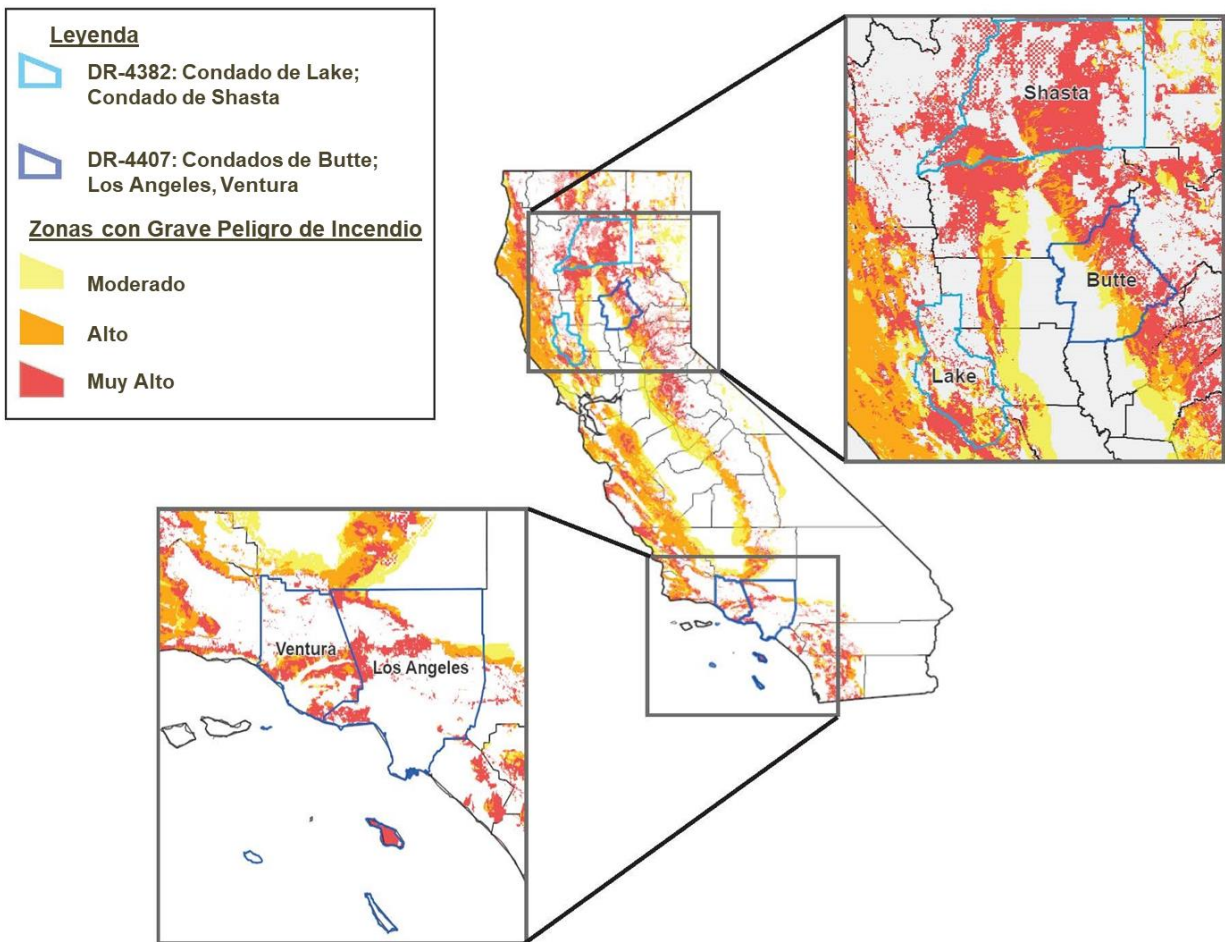 Leyenda
DR-4382: Condado de Lake;
Condado de Shasta
DR-4407: Condados de Butte;
Los Angeles, Ventura
Zonas con Grave Peligro de Incendio
Moderado
Alto
Muy Alto
Shasta
Butte
Lake
Ventura
Los Angeles